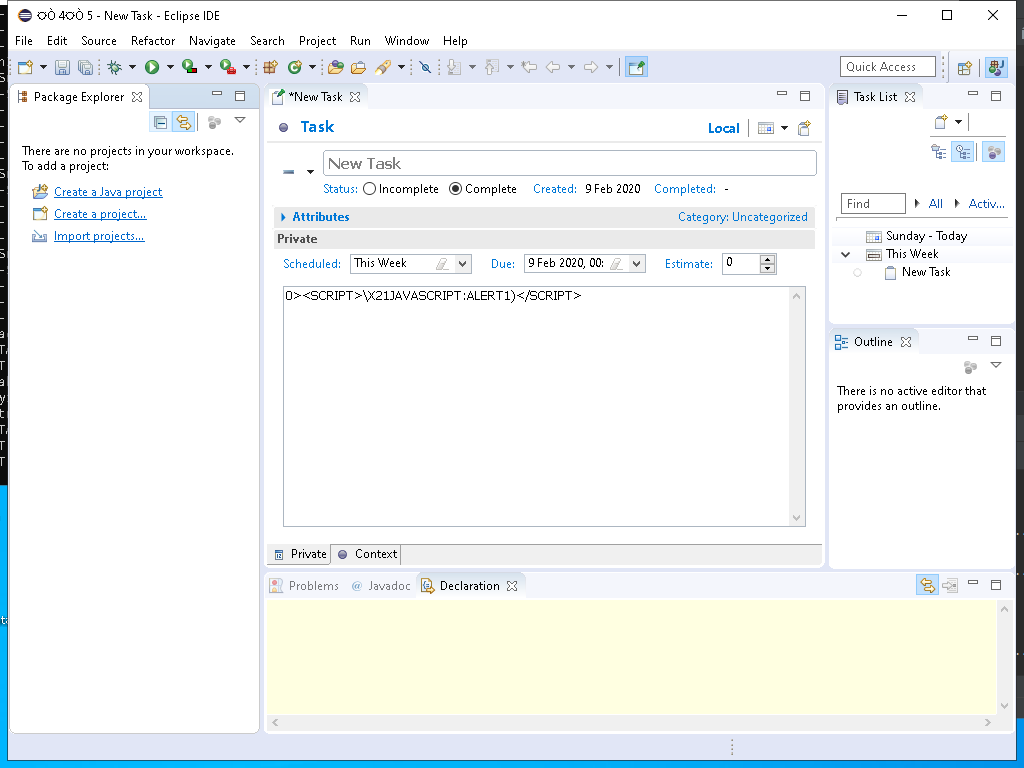 ѺÒ 4ѺÒ 5 - New Task - Eclipse IDE
File Edit Source Refactor Navigate Search Project Run Window Help
Quick Access
Package Explorer
There are no projects in your workspace.
To add a project:
Create a Java project
Create a project...
Import projects...
*New Task
Task
Local
New Task
Status: Incomplete Complete Created: 9 Feb 2020 Completed: -
Attributes
Category: Uncategorized
Private
Scheduled: This Week Due: 9 Feb 2020, 00: Estimate: 0
0><SCRIPT>\X21JAVASCRIPT:ALERT1)</SCRIPT>
Private Context
Task List
Find All Activ...
Sunday - Today
This Week
New Task
Outline
There is no active editor that
provides an outline.
Problems @ Javadoc Declaration